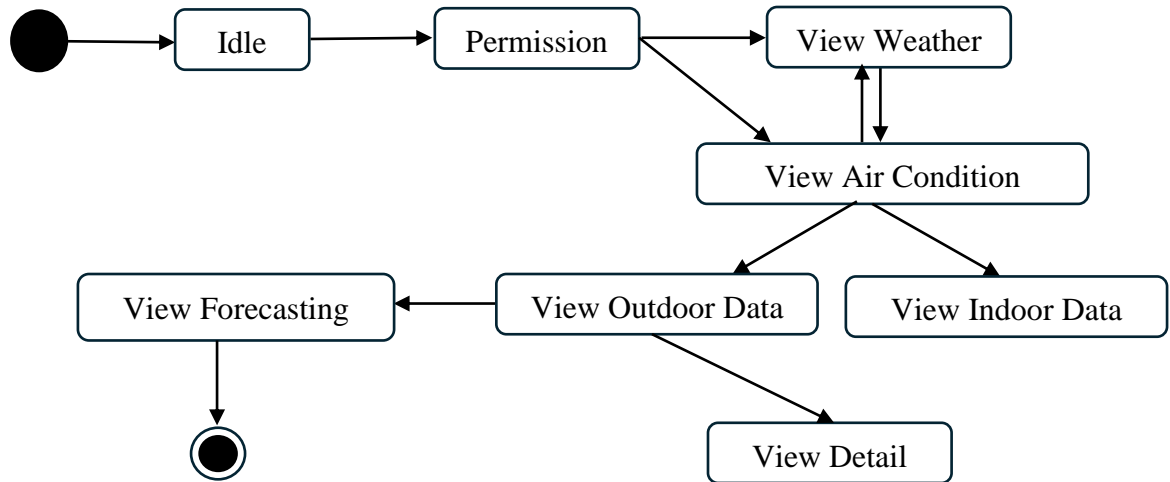 Idle
Permission
View Weather
View Air Condition
View Forecasting
View Outdoor Data
View Indoor Data
View Detail